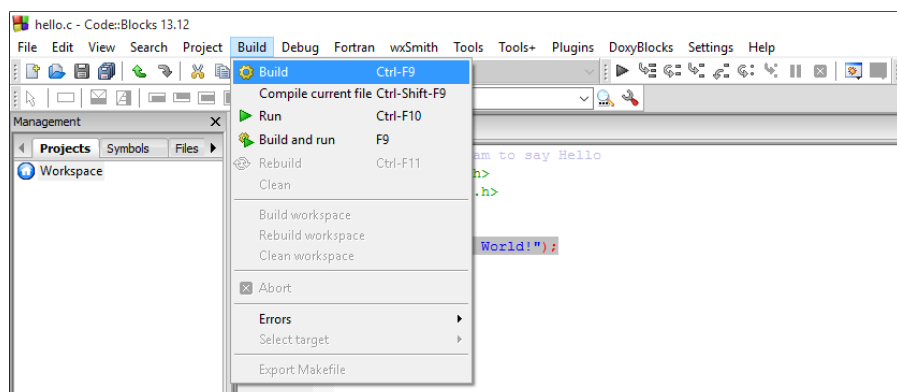 hello.c - Code::Blocks 13.12
File Edit View Search Project Build Debug Fortran wxSmith Tools Tools+ Plugins DoxyBlocks Settings Help
Build Ctrl-F9
Compile current file Ctrl-Shift-F9
Run Ctrl-F10
Build and run F9
Rebuild Ctrl-F11
Clean
Build workspace
Rebuild workspace
Clean workspace
Abort
Errors
Select target
Export Makefile
Management
Projects Symbols Files
Workspace
am to say Hello
h>
.h>
World!");